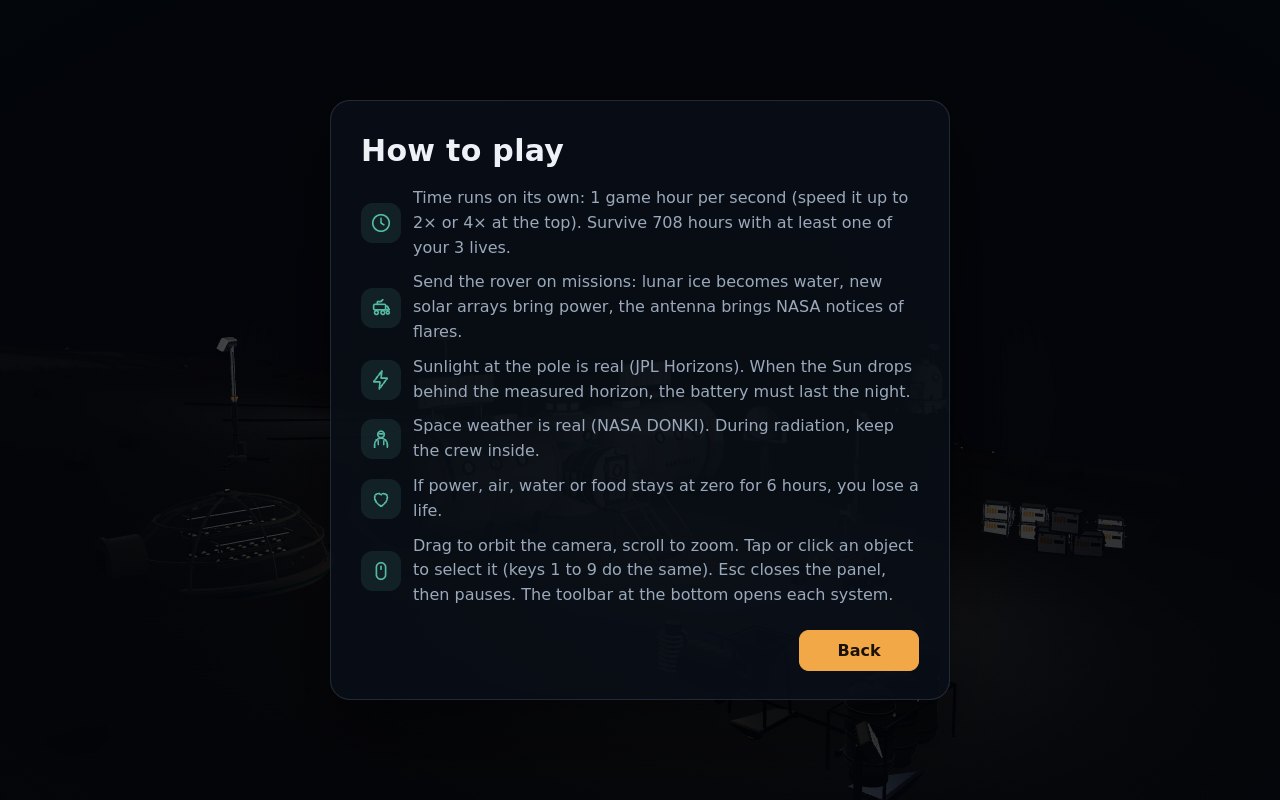 How to play
Time runs on its own: 1 game hour per second (speed it up to
2× or 4× at the top). Survive 708 hours with at least one of
your 3 lives.
Send the rover on missions: lunar ice becomes water, new
solar arrays bring power, the antenna brings NASA notices of
flares.
Sunlight at the pole is real (JPL Horizons). When the Sun drops
behind the measured horizon, the battery must last the night.
Space weather is real (NASA DONKI). During radiation, keep
the crew inside.
If power, air, water or food stays at zero for 6 hours, you lose a
life.
Drag to orbit the camera, scroll to zoom. Tap or click an object
to select it (keys 1 to 9 do the same). Esc closes the panel,
then pauses. The toolbar at the bottom opens each system.
Back